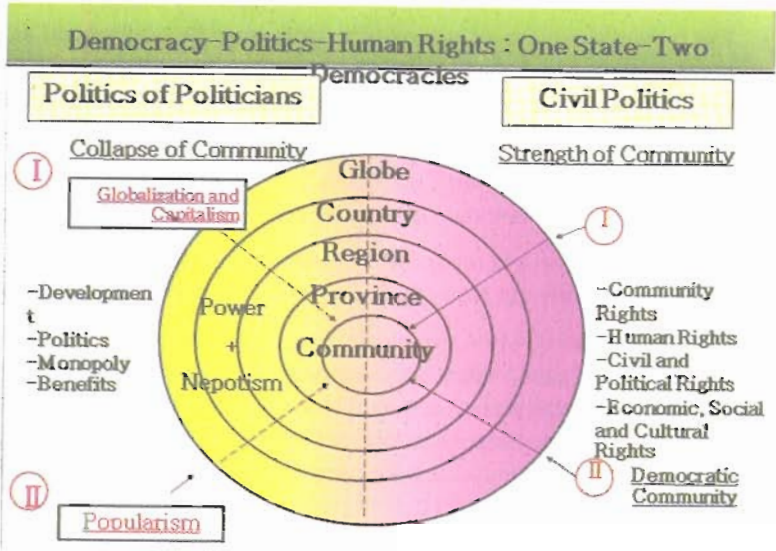 Democracy-Politics-Human Rights : One State-Two
Democracies
Politics of Politicians
Civil Politics
Collapse of Community
Strength of Community
I
Globalization and
Capitalism
Globe
Country
Region
Province
Community
Power
+
Nepotism
I
-Developmen
t
-Politics
-Monopoly
-Benefits
-Community
Rights
-Human Rights
-Civil and
Political Rights
-Economic, Social
and Cultural
Rights
II
Popularism
II
Democratic
Community